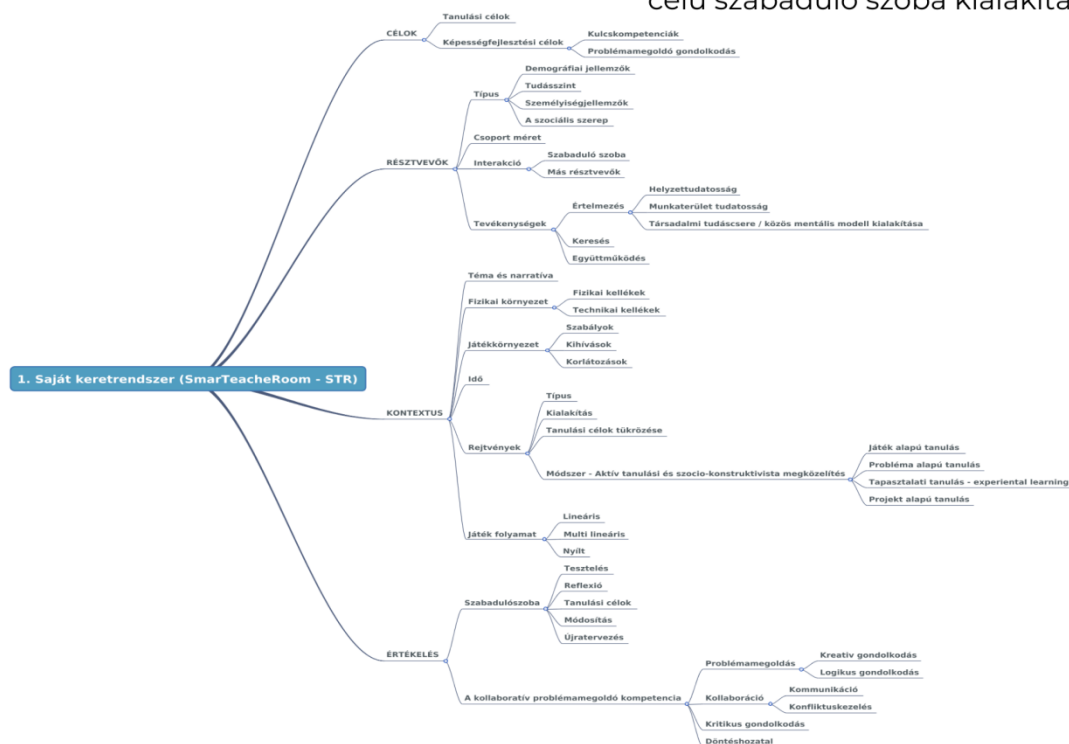 célú szabaduló szoba kialakítá
1. Saját keretrendszer (SmarTeacheRoom - STR)
CÉLOK
Tanulási célok
Képességfejlesztési célok
Kulcskompetenciák
Problémamegoldó gondolkodás
RÉSZTVEVŐK
Típus
Demográfiai jellemzők
Tudásszint
Személyiségjellemzők
A szociális szerep
Csoport méret
Interakció
Szabaduló szoba
Más résztvevők
Tevékenységek
Értelmezés
Helyzettudatosság
Munkaterület tudatosság
Társadalmi tudáscsere / közös mentális modell kialakítása
Keresés
Együttműködés
KONTEXTUS
Téma és narratíva
Fizikai környezet
Fizikai kellékek
Technikai kellékek
Játékkörnyezet
Szabályok
Kihívások
Korlátozások
Idő
Rejtvények
Típus
Kialakítás
Tanulási célok tükrözése
Módszer - Aktív tanulási és szocio-konstruktivista megközelítés
Játék alapú tanulás
Probléma alapú tanulás
Tapasztalati tanulás - experiental learning
Projekt alapú tanulás
Játék folyamat
Lineáris
Multi lineáris
Nyílt
ÉRTÉKELÉS
Szabadulószoba
Tesztelés
Reflexió
Tanulási célok
Módosítás
Újratervezés
A kollaboratív problémamegoldó kompetencia
Problémamegoldás
Kreatív gondolkodás
Logikus gondolkodás
Kollaboráció
Kommunikáció
Konfliktuskezelés
Kritikus gondolkodás
Döntéshozatal